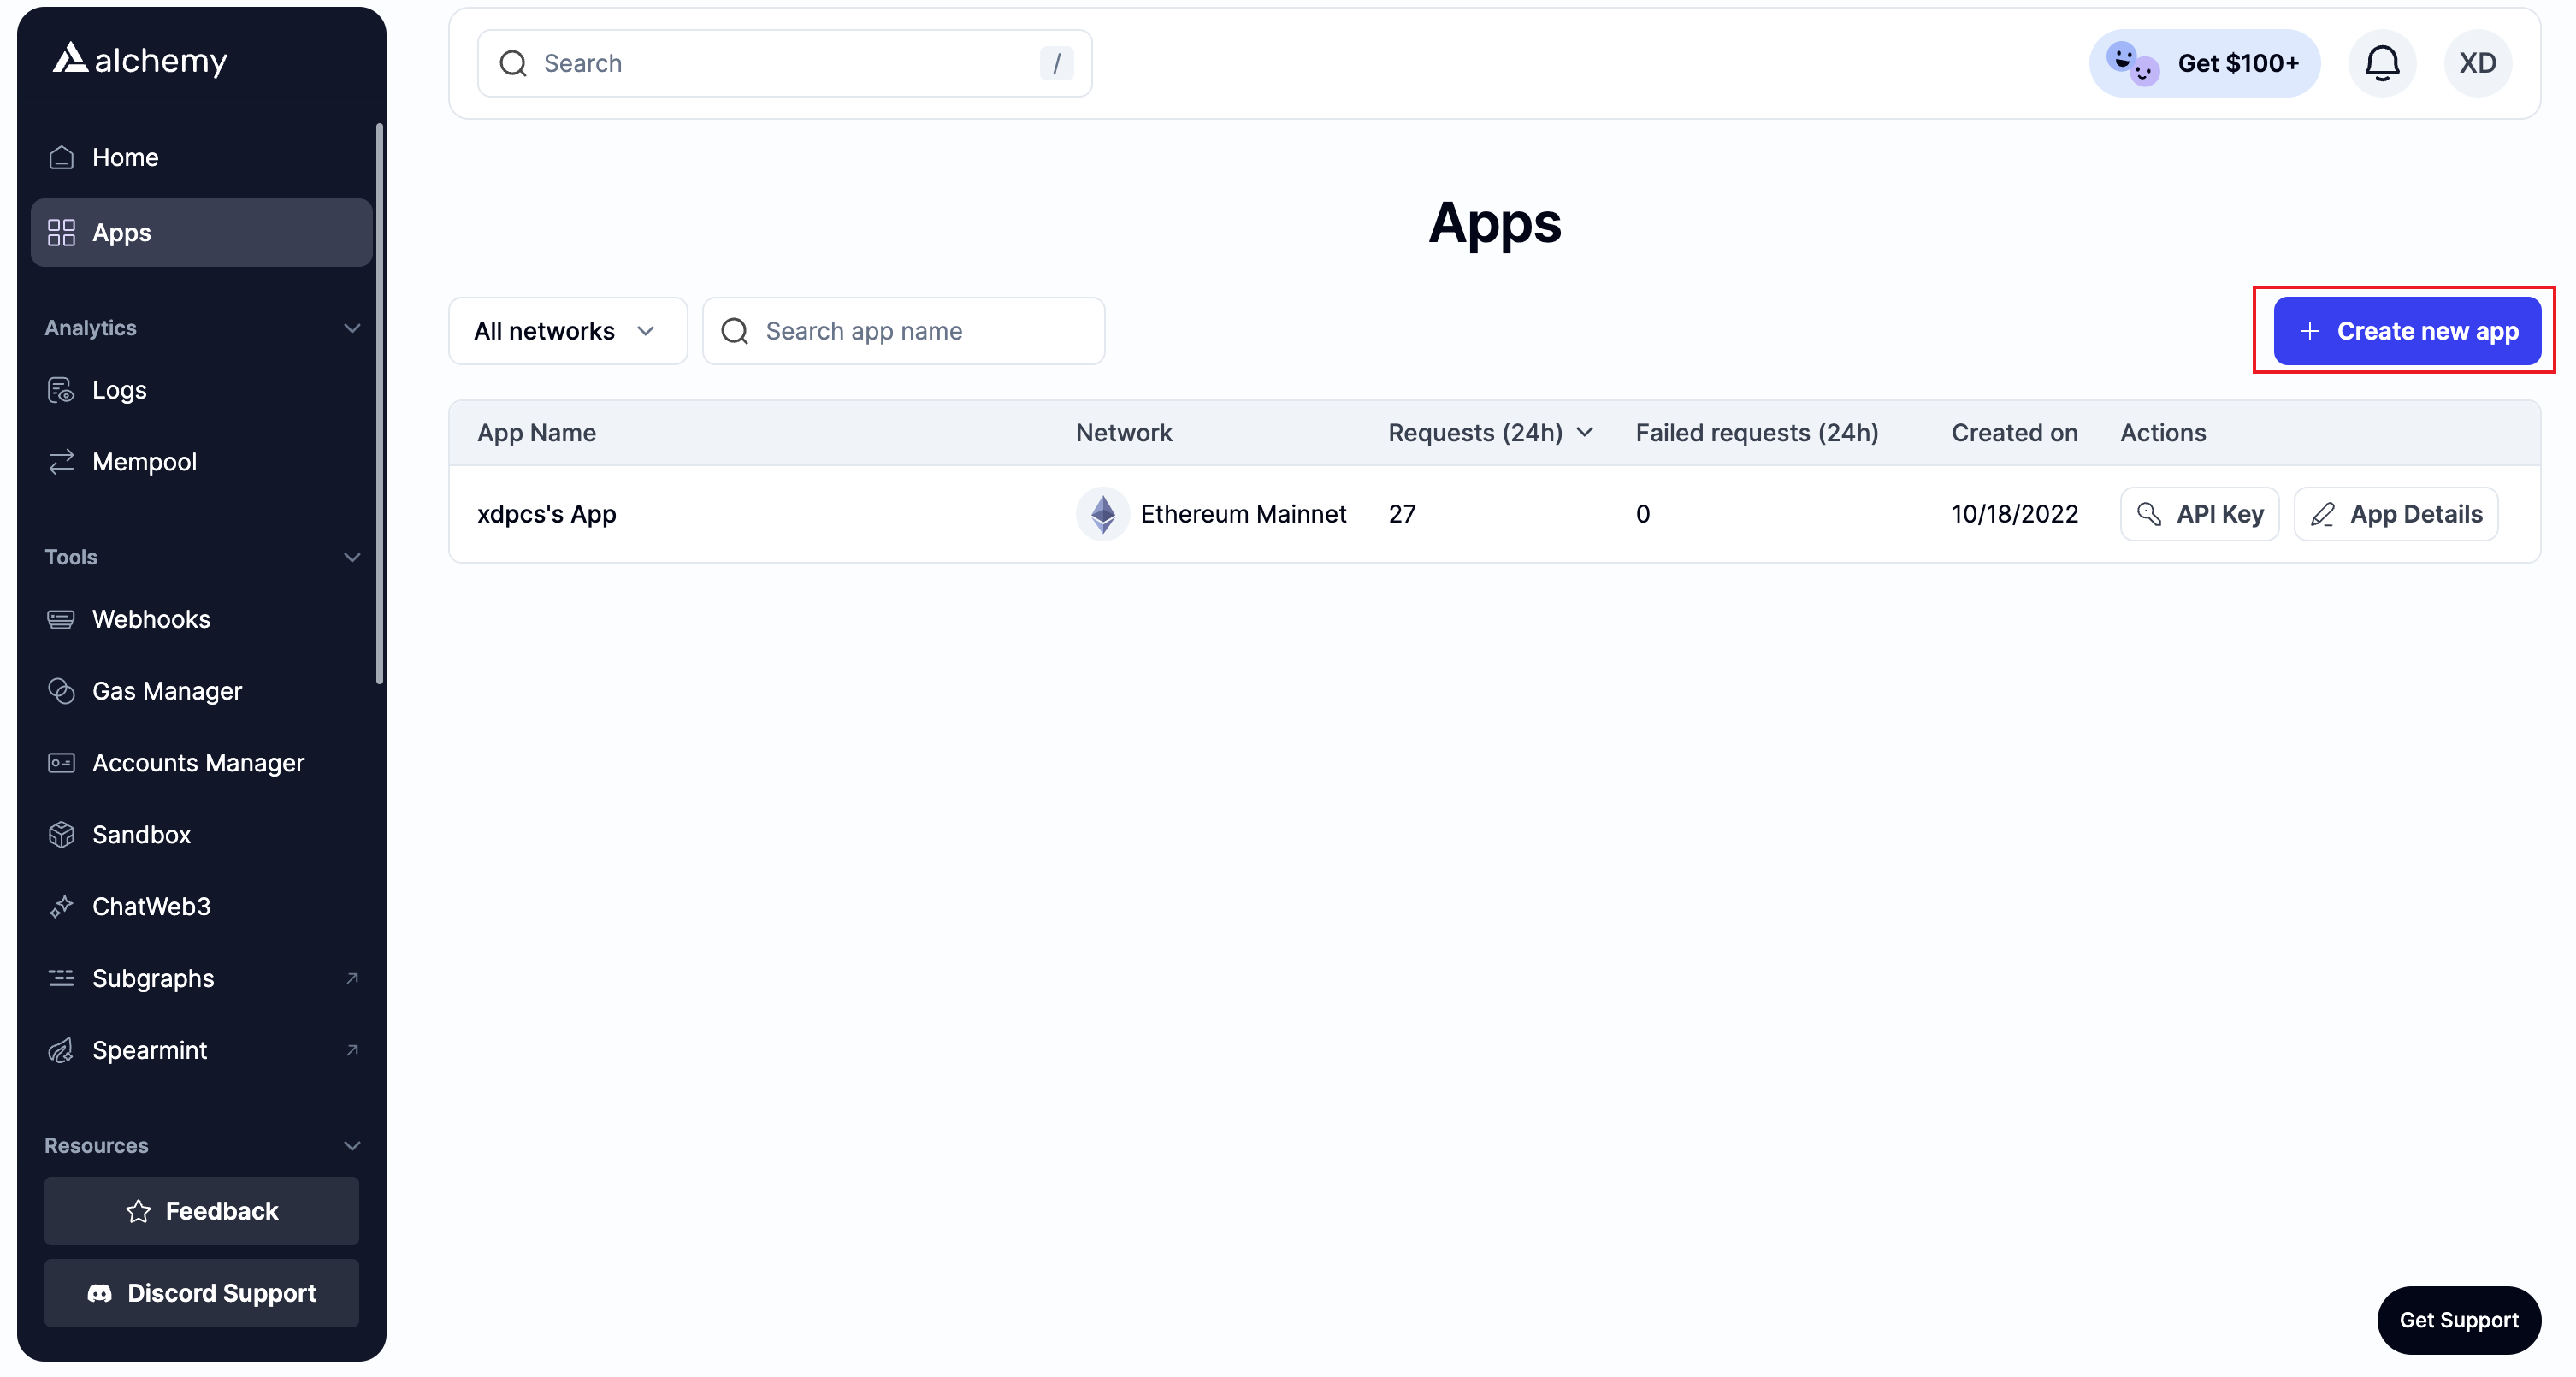 alchemy
Home
Apps
Analytics
Logs
Mempool
Tools
Webhooks
Gas Manager
Accounts Manager
Sandbox
ChatWeb3
Subgraphs
Spearmint
Resources
Feedback
Discord Support
Search /
Get $100+
XD
Apps
All networks
Search app name
+ Create new app
App Name Network Requests (24h) Failed requests (24h) Created on Actions
xdpcs's App Ethereum Mainnet 27 0 10/18/2022 API Key App Details
Get Support